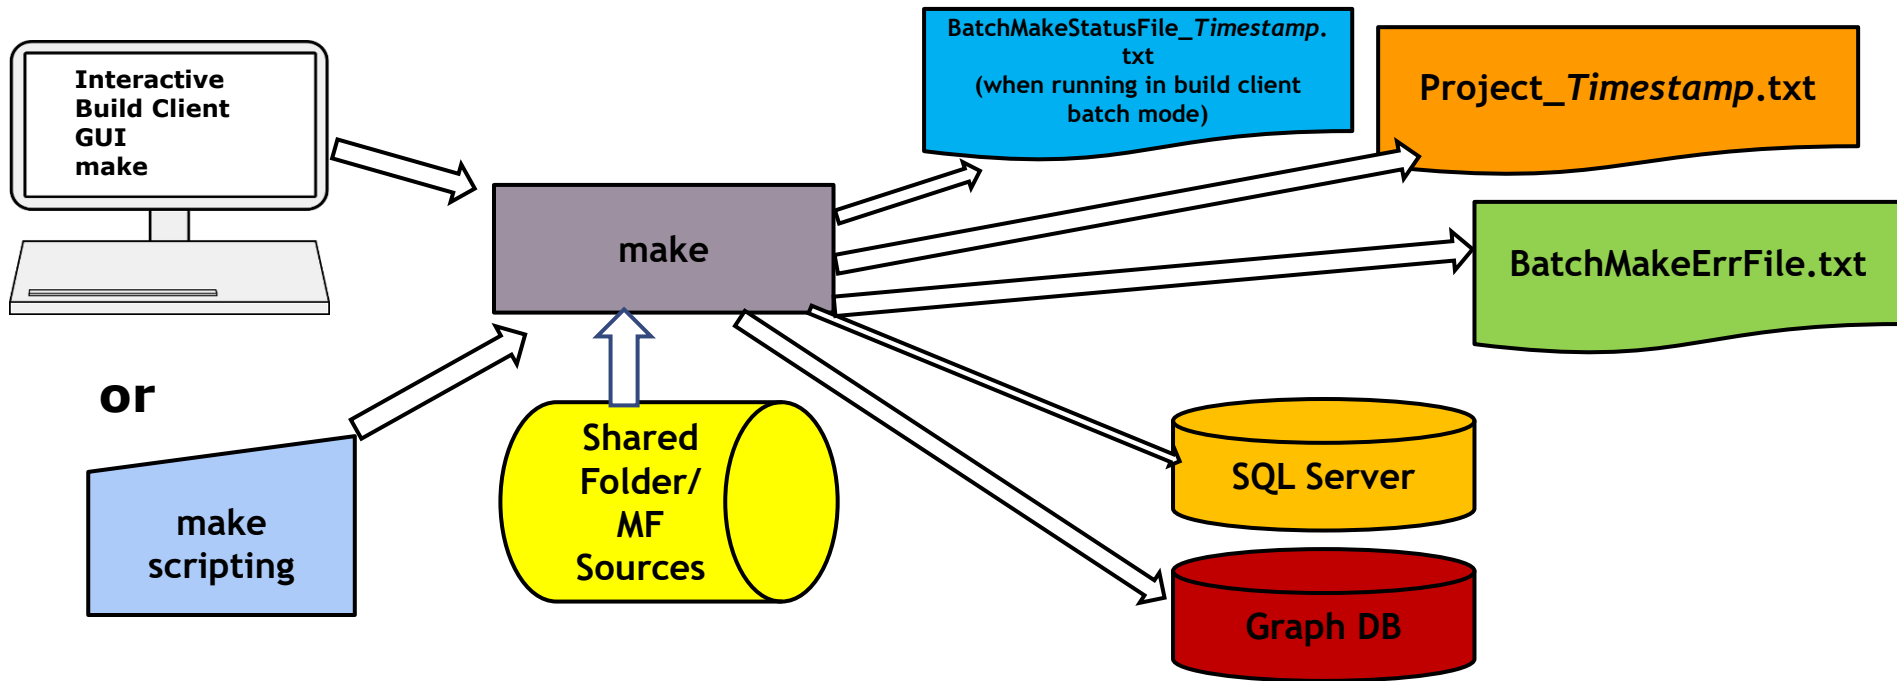 Interactive
Build Client
GUI
make
or
make
scripting
make
Shared
Folder/
MF
Sources
BatchMakeStatusFile_Timestamp.
txt
(when running in build client
batch mode)
Project_Timestamp.txt
BatchMakeErrFile.txt
SQL Server
Graph DB